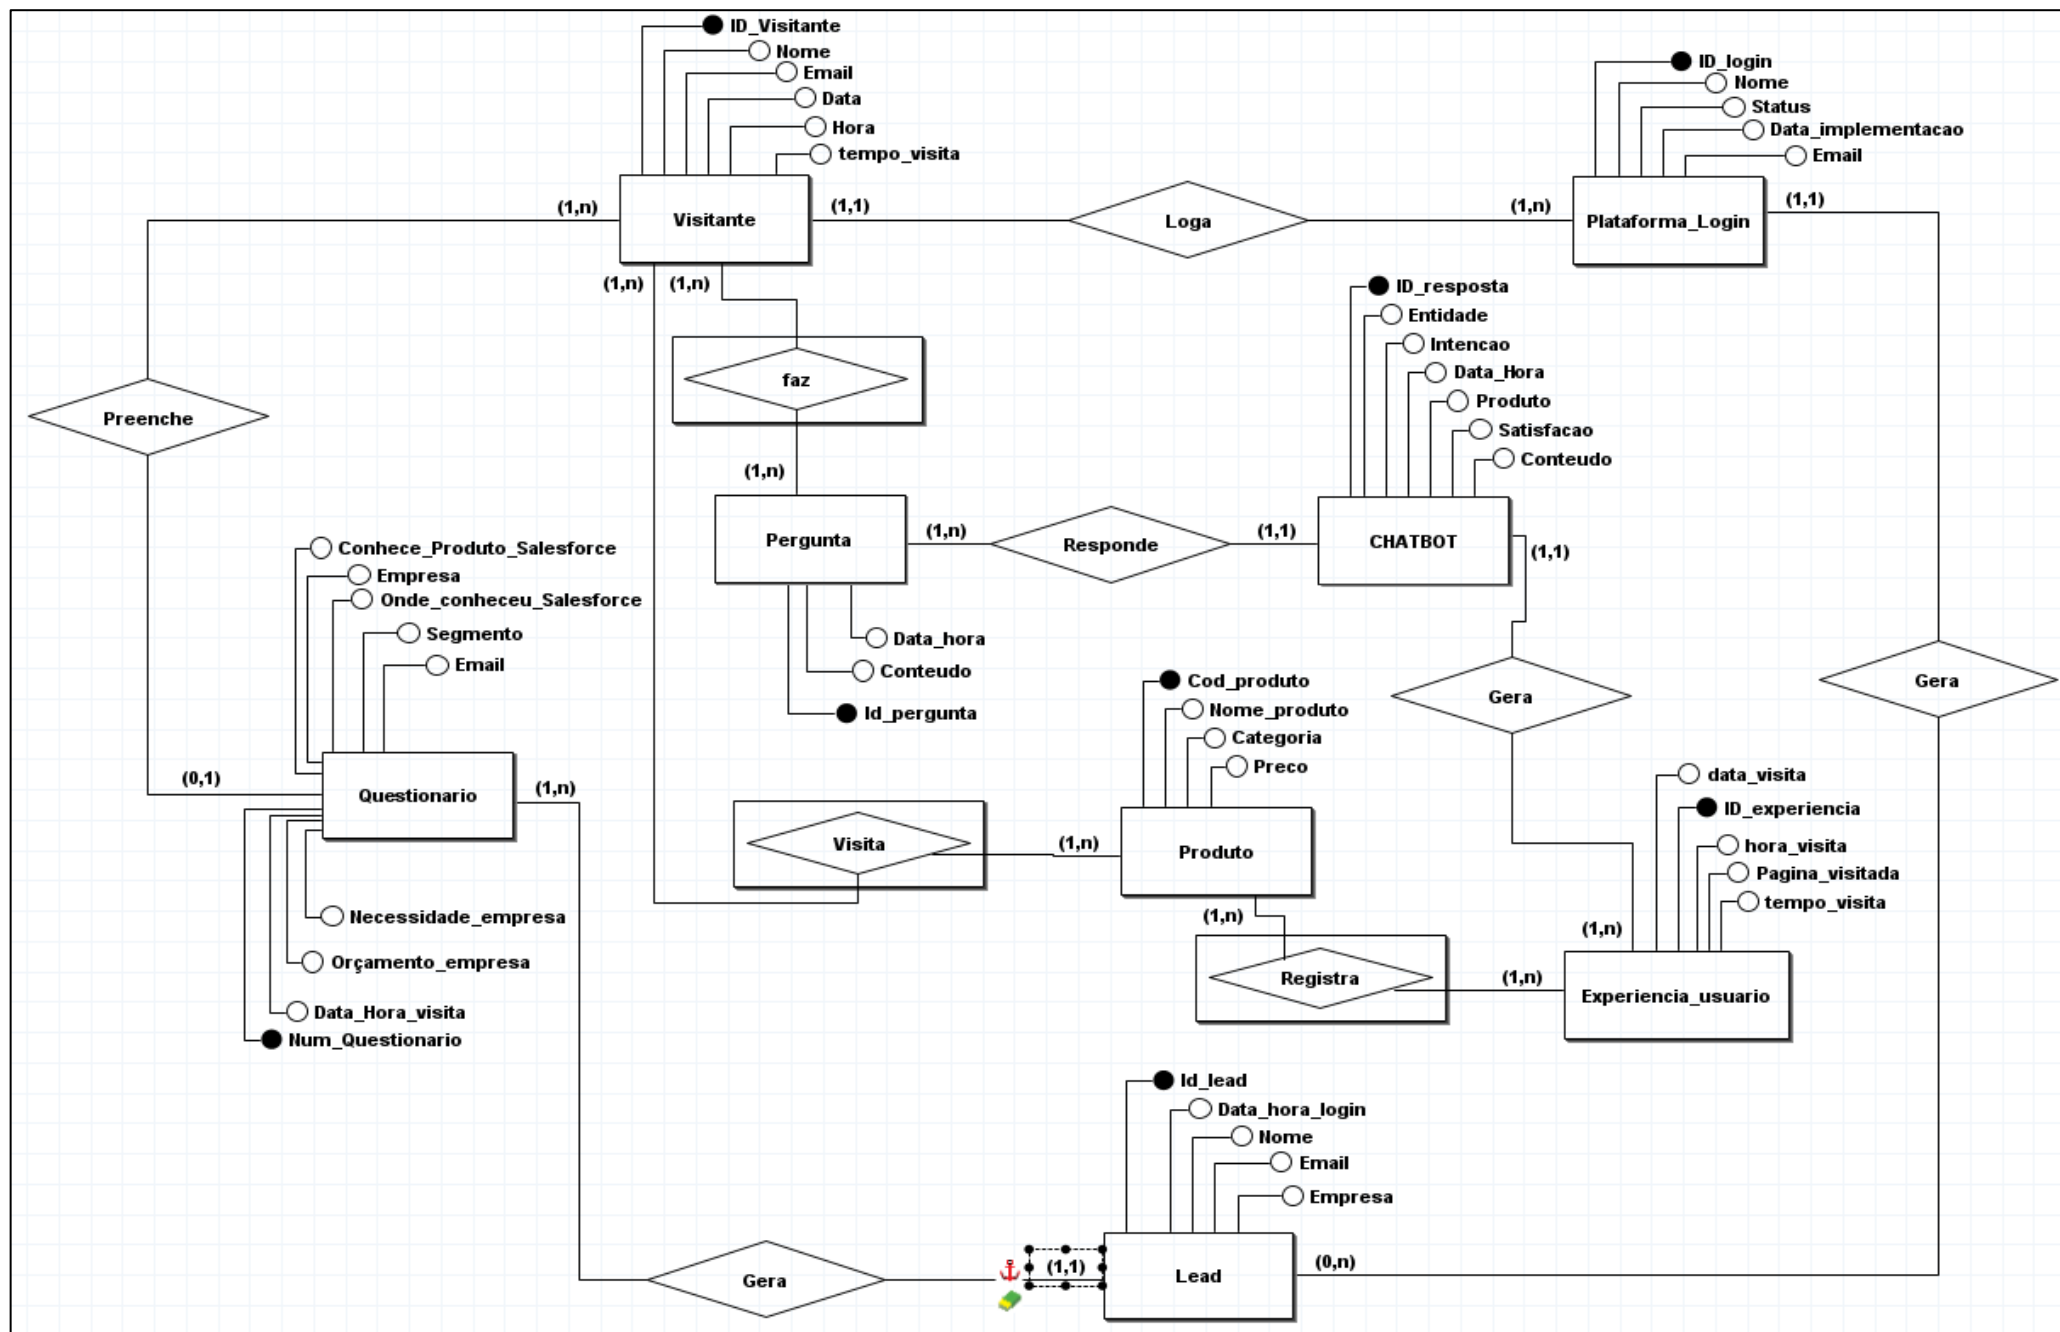 ID_Visitante
Nome
Email
Data
Hora
tempo_visita
ID_login
Nome
Status
Data_implementacao
Email
(1,n)
Visitante
(1,1)
Loga
(1,n)
Plataforma_Login
(1,1)
(1,n)
(1,n)
ID_resposta
Entidade
Intencao
Data_Hora
Produto
Satisfacao
Conteudo
faz
Preenche
(1,n)
Pergunta
(1,n)
Responde
(1,1)
CHATBOT
(1,1)
Conhece_Produto_Salesforce
Empresa
Onde_conheceu_Salesforce
Segmento
Email
Data_hora
Conteudo
Id_pergunta
Cod_produto
Nome_produto
Categoria
Preco
Gera
Gera
(0,1)
Questionario
(1,n)
Visita
(1,n)
Produto
data_visita
ID_experiencia
hora_visita
Pagina_visitada
tempo_visita
(1,n)
(1,n)
Registra
(1,n)
Experiencia_usuario
Necessidade_empresa
Orçamento_empresa
Data_Hora_visita
Num_Questionario
Id_lead
Data_hora_login
Nome
Email
Empresa
Gera
(1,1)
Lead
(0,n)